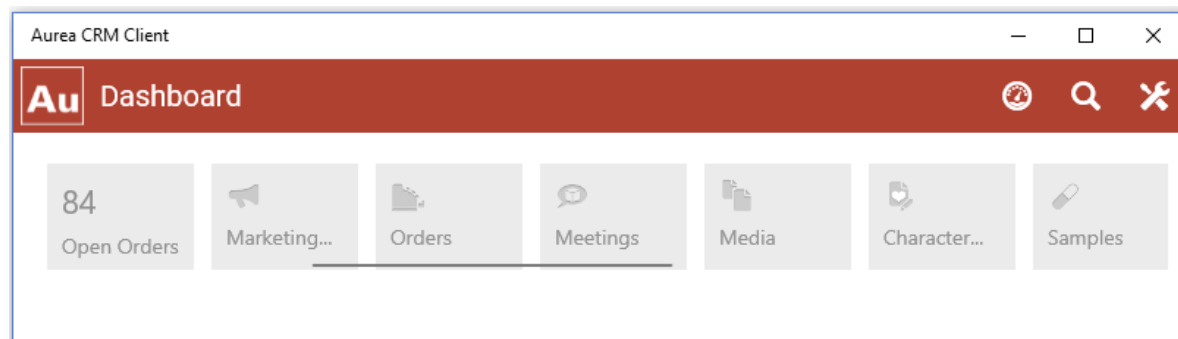 Aurea CRM Client
Au Dashboard
84
Open Orders
Marketing...
Orders
Meetings
Media
Character...
Samples